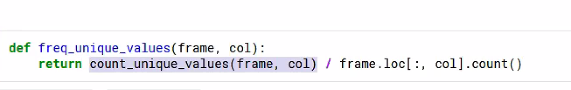 def freq_unique_values(frame, col):
    return count_unique_values(frame, col) / frame.loc[:, col].count()